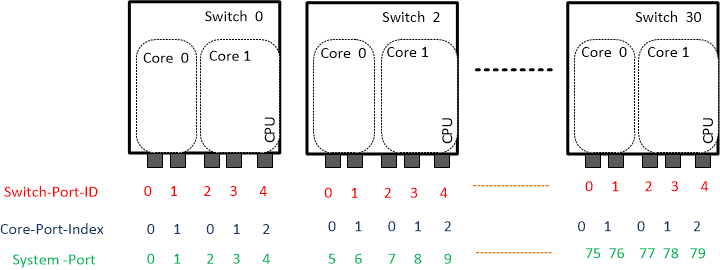 Switch 0 Switch 2 Switch 30
Core 0 Core 1 Core 0 Core 1 Core 0 Core 1
CPU CPU CPU
Switch-Port-ID 0 1 2 3 4 0 1 2 3 4 0 1 2 3 4
Core-Port-Index 0 1 0 1 2 0 1 0 1 2 0 1 0 1 2
System -Port 0 1 2 3 4 5 6 7 8 9 75 76 77 78 79